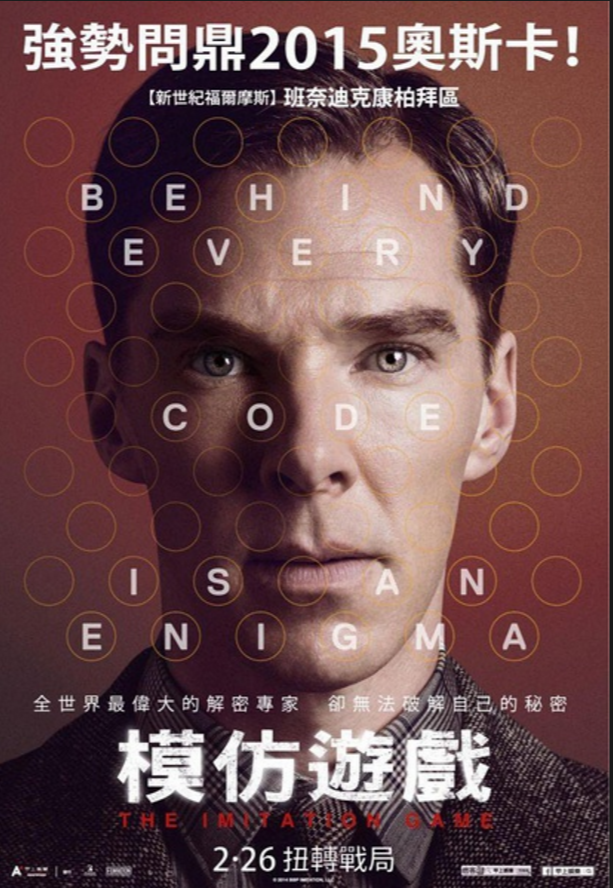 強勢問鼎2015奧斯卡!
【新世紀福爾摩斯】班奈迪克康柏拜區
BEHIND
EVERY
CODE
IS AN
ENIGMA
全世界最偉大的解密專家 卻無法破解自己的秘密
模仿遊戲
THE IMITATION GAME
2·26 扭轉戰局